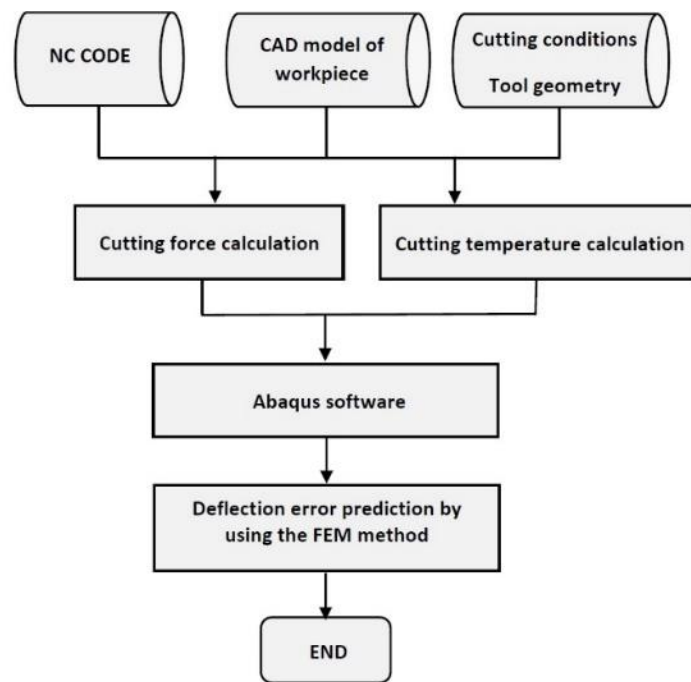 NC CODE
CAD model of
workpiece
Cutting conditions
Tool geometry
Cutting force calculation
Cutting temperature calculation
Abaqus software
Deflection error prediction by
using the FEM method
END